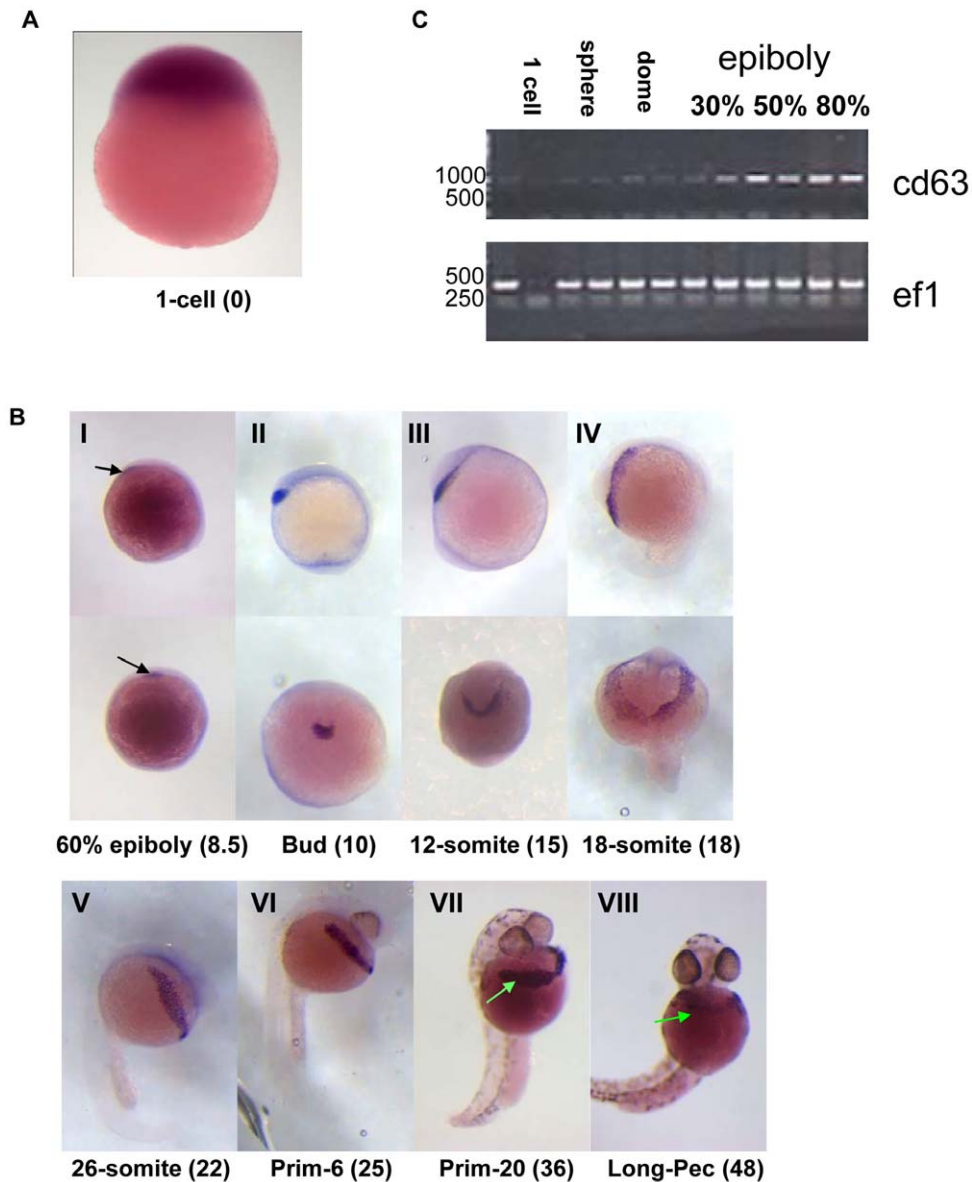 A
1-cell (0)
C
1 cell
sphere
dome
epiboly
30% 50% 80%
1000
500
cd63
500
250
ef1
B
I
II
III
IV
60% epiboly (8.5)
Bud (10)
12-somite (15)
18-somite (18)
V
VI
VII
VIII
26-somite (22)
Prim-6 (25)
Prim-20 (36)
Long-Pec (48)